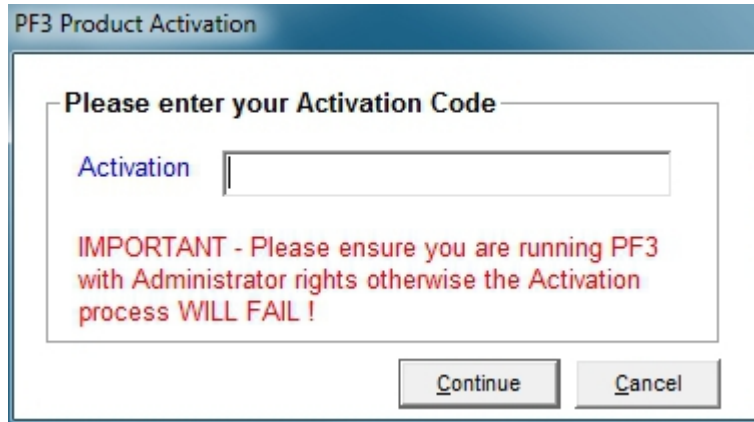 PF3 Product Activation
Please enter your Activation Code
Activation
IMPORTANT - Please ensure you are running PF3
with Administrator rights otherwise the Activation
process WILL FAIL !
Continue
Cancel